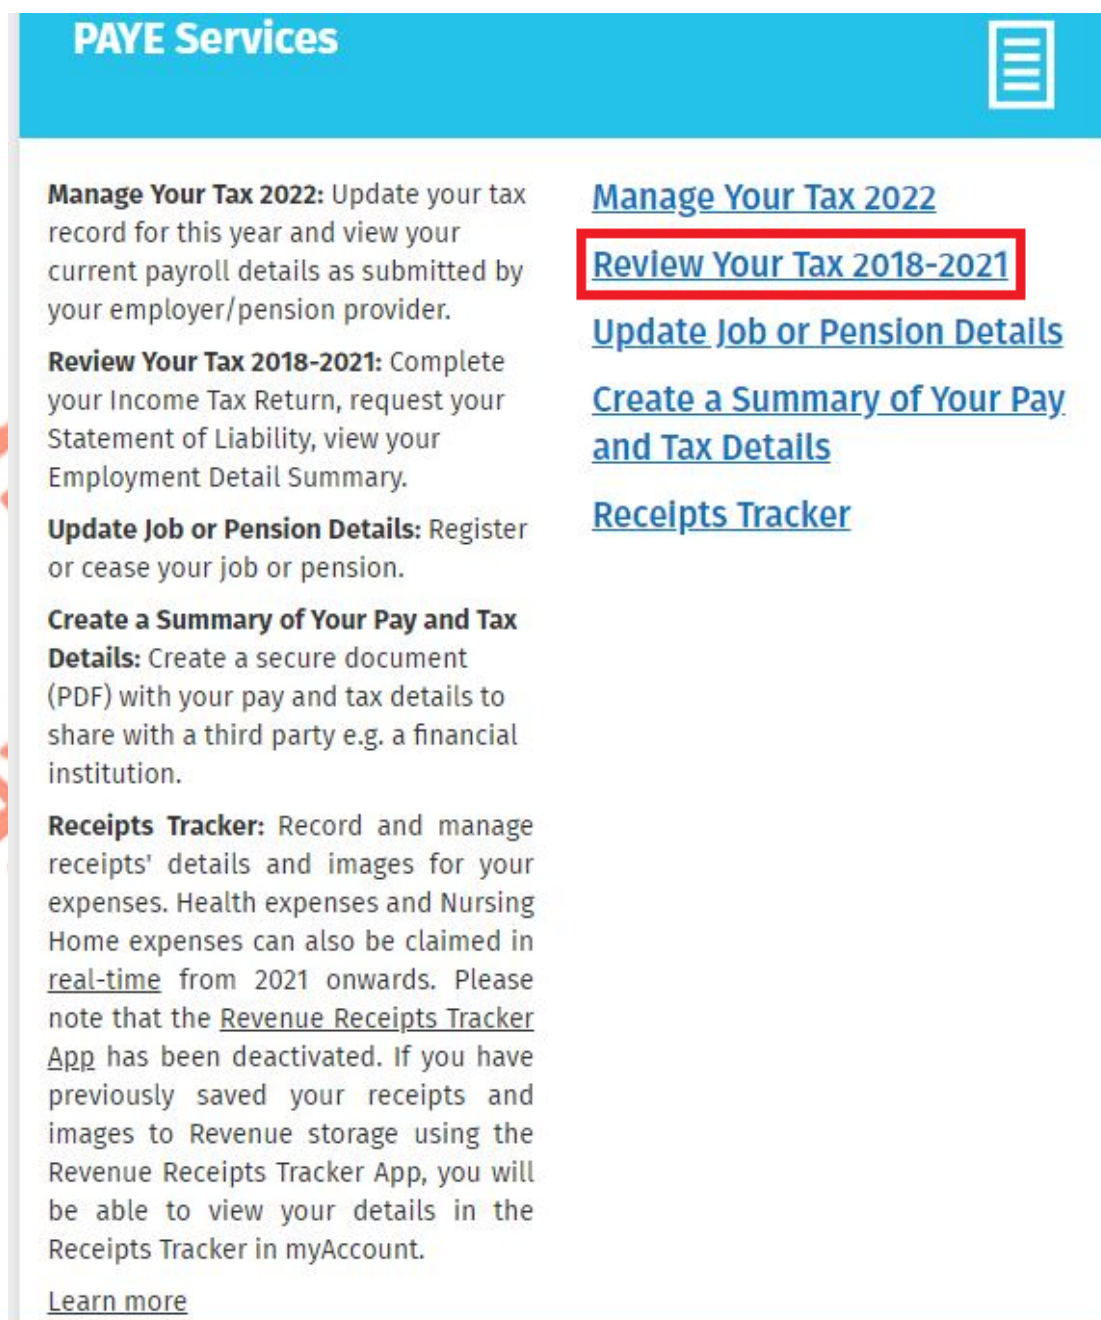 PAYE Services
Manage Your Tax 2022: Update your tax
record for this year and view your
current payroll details as submitted by
your employer/pension provider.
Review Your Tax 2018-2021: Complete
your Income Tax Return, request your
Statement of Liability, view your
Employment Detail Summary.
Update Job or Pension Details: Register
or cease your job or pension.
Create a Summary of Your Pay and Tax
Details: Create a secure document
(PDF) with your pay and tax details to
share with a third party e.g. a financial
institution.
Receipts Tracker: Record and manage
receipts' details and images for your
expenses. Health expenses and Nursing
Home expenses can also be claimed in
real-time from 2021 onwards. Please
note that the Revenue Receipts Tracker
App has been deactivated. If you have
previously saved your receipts and
images to Revenue storage using the
Revenue Receipts Tracker App, you will
be able to view your details in the
Receipts Tracker in myAccount.
Learn more
Manage Your Tax 2022
Review Your Tax 2018-2021
Update Job or Pension Details
Create a Summary of Your Pay
and Tax Details
Receipts Tracker